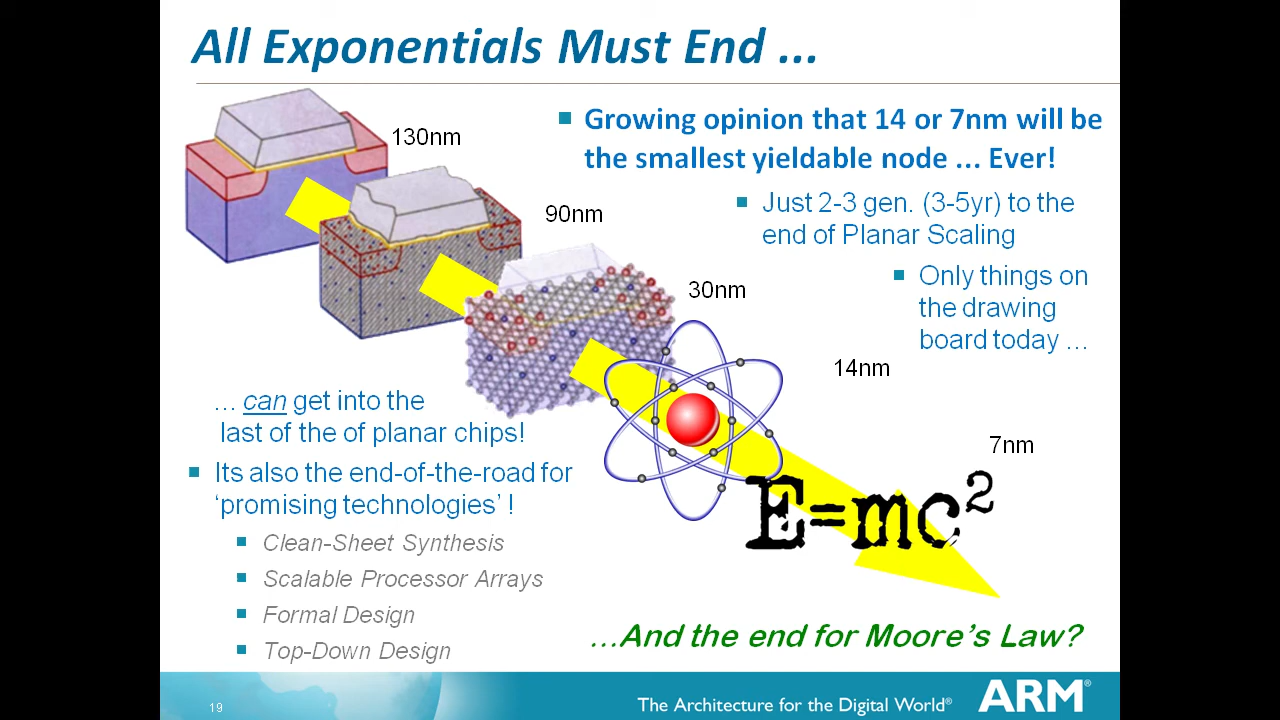 All Exponentials Must End ...
130nm
90nm
30nm
14nm
7nm
Growing opinion that 14 or 7nm will be
the smallest yieldable node ... Ever!
Just 2-3 gen. (3-5yr) to the
end of Planar Scaling
Only things on
the drawing
board today ...
... can get into the
last of the of planar chips!
Its also the end-of-the-road for
‘promising technologies’ !
Clean-Sheet Synthesis
Scalable Processor Arrays
Formal Design
Top-Down Design
E=mc²
...And the end for Moore’s Law?
19
The Architecture for the Digital World®
ARM®